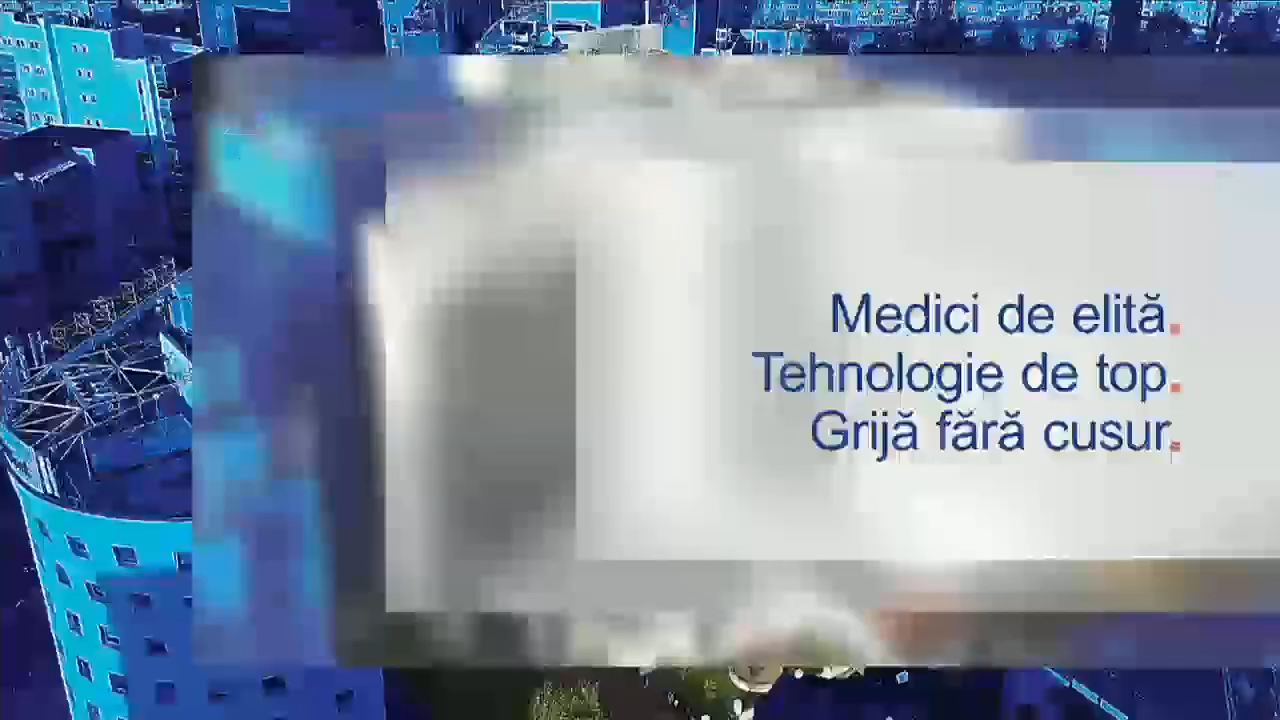 Medici de elită.
Tehnologie de top.
Grijă fără cusur.